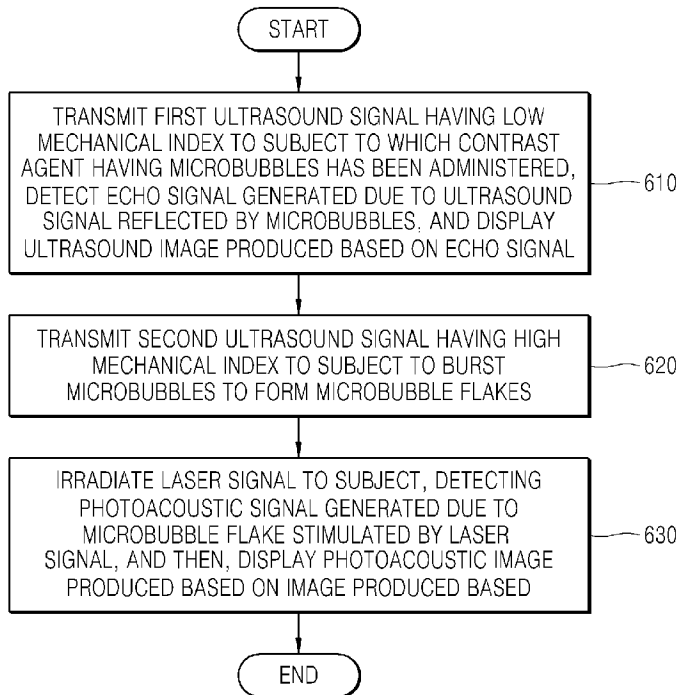 START
TRANSMIT FIRST ULTRASOUND SIGNAL HAVING LOW
MECHANICAL INDEX TO SUBJECT TO WHICH CONTRAST
AGENT HAVING MICROBUBBLES HAS BEEN ADMINISTERED,
DETECT ECHO SIGNAL GENERATED DUE TO ULTRASOUND
SIGNAL REFLECTED BY MICROBUBBLES, AND DISPLAY
ULTRASOUND IMAGE PRODUCED BASED ON ECHO SIGNAL
610
TRANSMIT SECOND ULTRASOUND SIGNAL HAVING HIGH
MECHANICAL INDEX TO SUBJECT TO BURST
MICROBUBBLES TO FORM MICROBUBBLE FLAKES
620
IRRADIATE LASER SIGNAL TO SUBJECT, DETECTING
PHOTOACOUSTIC SIGNAL GENERATED DUE TO
MICROBUBBLE FLAKE STIMULATED BY LASER
SIGNAL, AND THEN, DISPLAY PHOTOACOUSTIC IMAGE
PRODUCED BASED ON IMAGE PRODUCED BASED
630
END